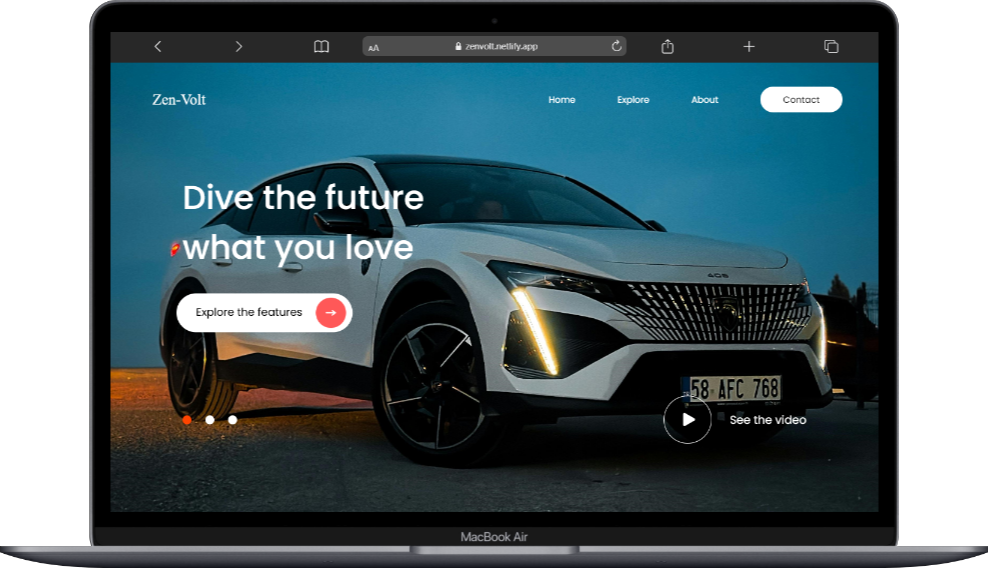 AA zenvolt.netlify.app
Zen-Volt
Home Explore About Contact
Dive the future
what you love
Explore the features
408
58 AFC 768
See the video
MacBook Air